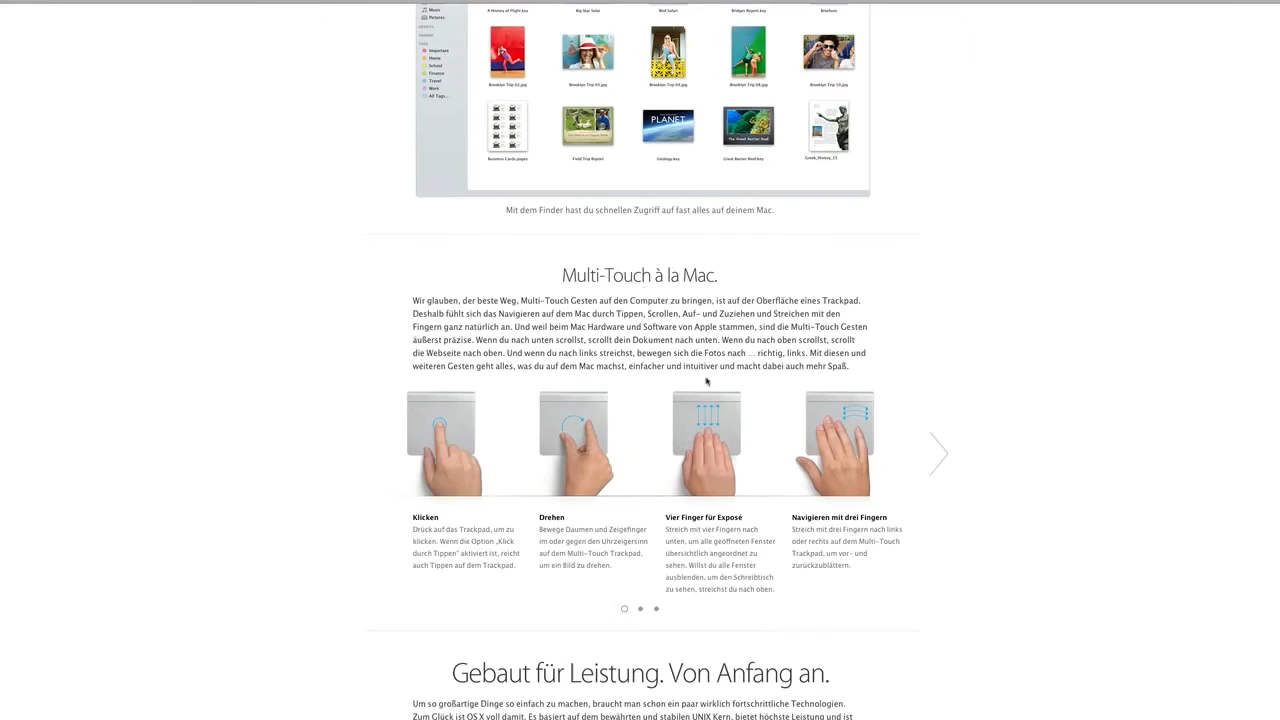 Music
A History of Flight.key
Big Star Solar
Bird Safari
Bridges Report.key
Brochure
Pictures
Important
Home
School
Finance
Travel
Work
All Tags...
Brooklyn Trip 02.jpg
Brooklyn Trip 03.jpg
Brooklyn Trip 04.jpg
Brooklyn Trip 08.jpg
Brooklyn Trip 10.jpg
PLANET
Business Cards.pages
Field Trip Report
Geology.key
Great Barrier Reef.key
Greek_History_15
Mit dem Finder hast du schnellen Zugriff auf fast alles auf deinem Mac.
Multi-Touch à la Mac.
Wir glauben, der beste Weg, Multi-Touch Gesten auf den Computer zu bringen, ist auf der Oberfläche eines Trackpad.
Deshalb fühlt sich das Navigieren auf dem Mac durch Tippen, Scrollen, Auf- und Zuziehen und Streichen mit den
Fingern ganz natürlich an. Und weil beim Mac Hardware und Software von Apple stammen, sind die Multi-Touch Gesten
äußerst präzise. Wenn du nach unten scrollst, scrollt dein Dokument nach unten. Wenn du nach oben scrollst, scrollt
die Webseite nach oben. Und wenn du nach links streichst, bewegen sich die Fotos nach ... richtig, links. Mit diesen und
weiteren Gesten geht alles, was du auf dem Mac machst, einfacher und intuitiver und macht dabei auch mehr Spaß.
Klicken
Drück auf das Trackpad, um zu
klicken. Wenn die Option „Klick
durch Tippen" aktiviert ist, reicht
auch Tippen auf dem Trackpad.
Drehen
Bewege Daumen und Zeigefinger
im oder gegen den Uhrzeigersinn
auf dem Multi-Touch Trackpad,
um ein Bild zu drehen.
Vier Finger für Exposé
Streich mit vier Fingern nach
unten, um alle geöffneten Fenster
übersichtlich angeordnet zu
sehen. Willst du alle Fenster
ausblenden, um den Schreibtisch
zu sehen, streichst du nach oben.
Navigieren mit drei Fingern
Streich mit drei Fingern nach links
oder rechts auf dem Multi-Touch
Trackpad, um vor- und
zurückzublättern.
Gebaut für Leistung. Von Anfang an.
Um so großartige Dinge so einfach zu machen, braucht man schon ein paar wirklich fortschrittliche Technologien.
Zum Glück ist OS X voll damit. Es basiert auf dem bewährten und stabilen UNIX Kern, bietet höchste Leistung und ist